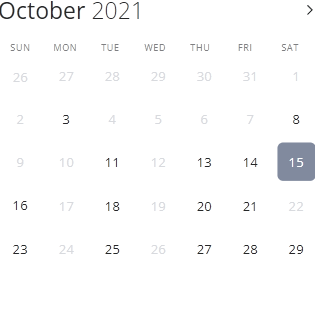 October 2021
SUN MON TUE WED THU FRI SAT
26 27 28 29 30 31 1
2 3 4 5 6 7 8
9 10 11 12 13 14 15
16 17 18 19 20 21 22
23 24 25 26 27 28 29